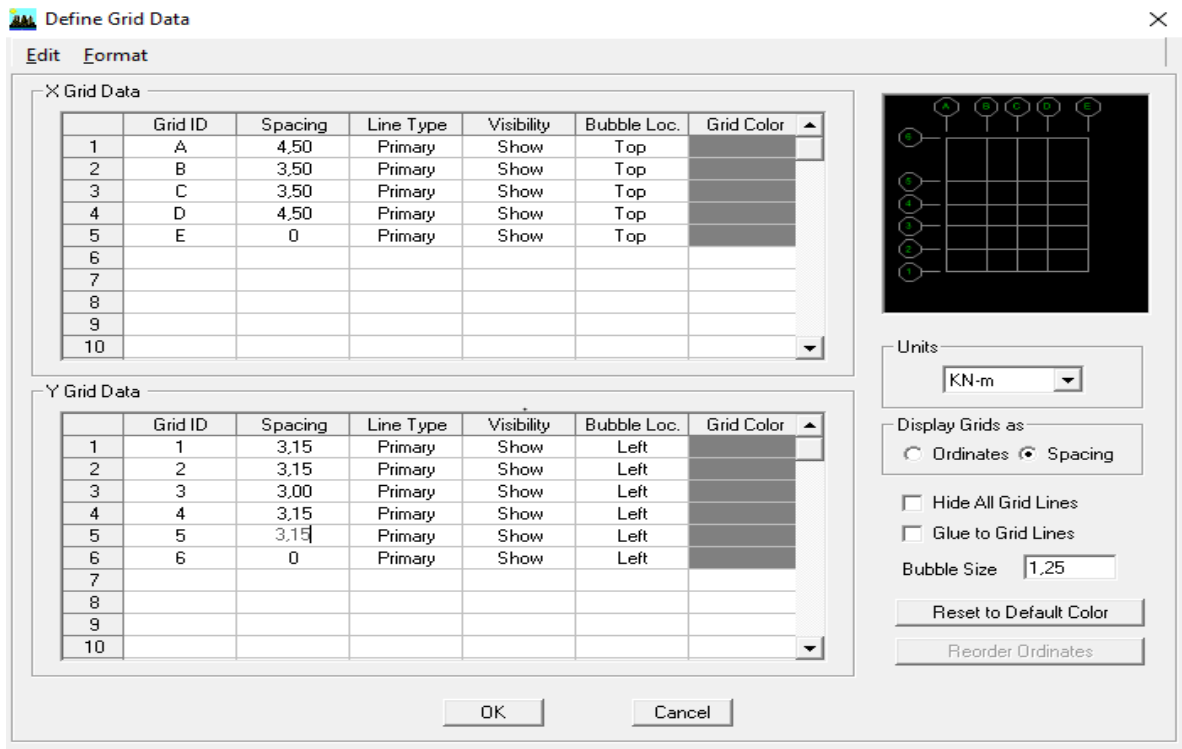 Define Grid Data
Edit Format
X Grid Data
Grid ID Spacing Line Type Visibility Bubble Loc. Grid Color
1 A 4,50 Primary Show Top
2 B 3,50 Primary Show Top
3 C 3,50 Primary Show Top
4 D 4,50 Primary Show Top
5 E 0 Primary Show Top
6
7
8
9
10
Y Grid Data
Grid ID Spacing Line Type Visibility Bubble Loc. Grid Color
1 1 3,15 Primary Show Left
2 2 3,15 Primary Show Left
3 3 3,00 Primary Show Left
4 4 3,15 Primary Show Left
5 5 3,15 Primary Show Left
6 6 0 Primary Show Left
7
8
9
10
A B C D E
6
5
4
3
2
1
Units
KN-m
Display Grids as
Ordinates Spacing
Hide All Grid Lines
Glue to Grid Lines
Bubble Size 1,25
Reset to Default Color
Reorder Ordinates
OK Cancel